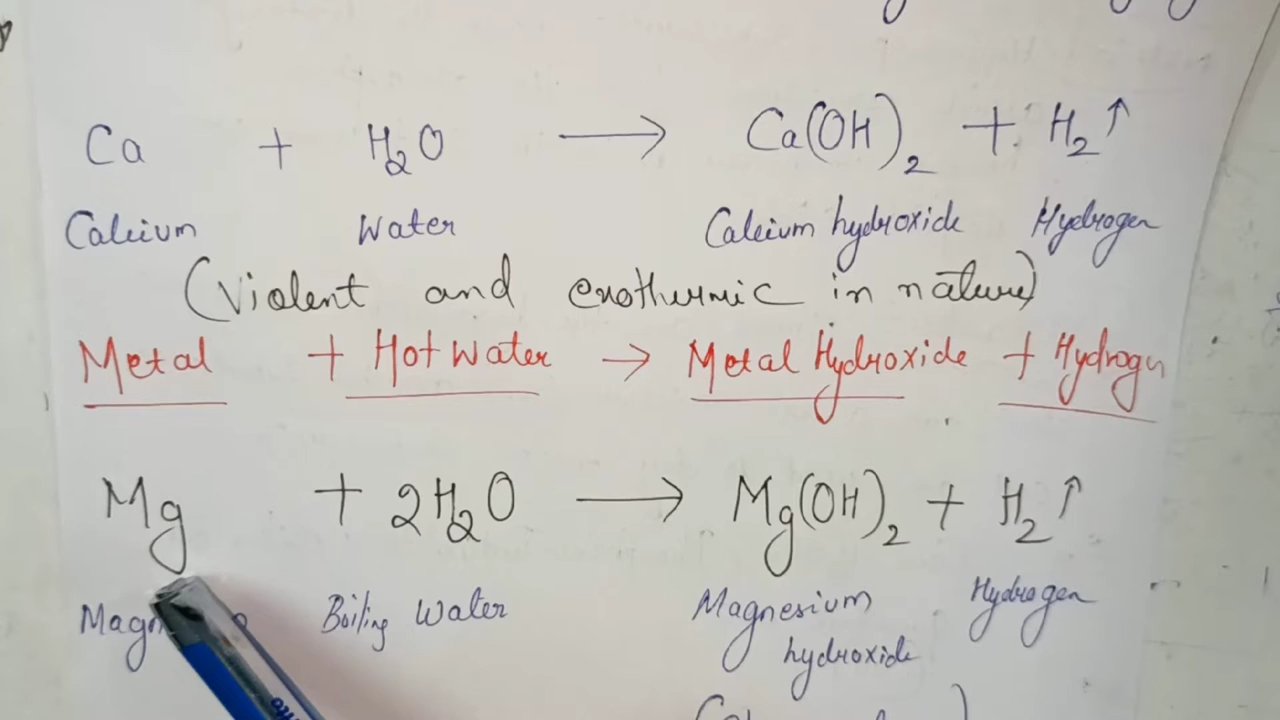 Ca + H₂O → Ca(OH)₂ + H₂↑
Calcium Water Calcium hydroxide Hydrogen
(Violent and exothermic in nature)
Metal + Hot Water → Metal Hydroxide + Hydrogen
Mg + 2H₂O → Mg(OH)₂ + H₂↑
Boiling Water Magnesium Hydrogen
hydroxide